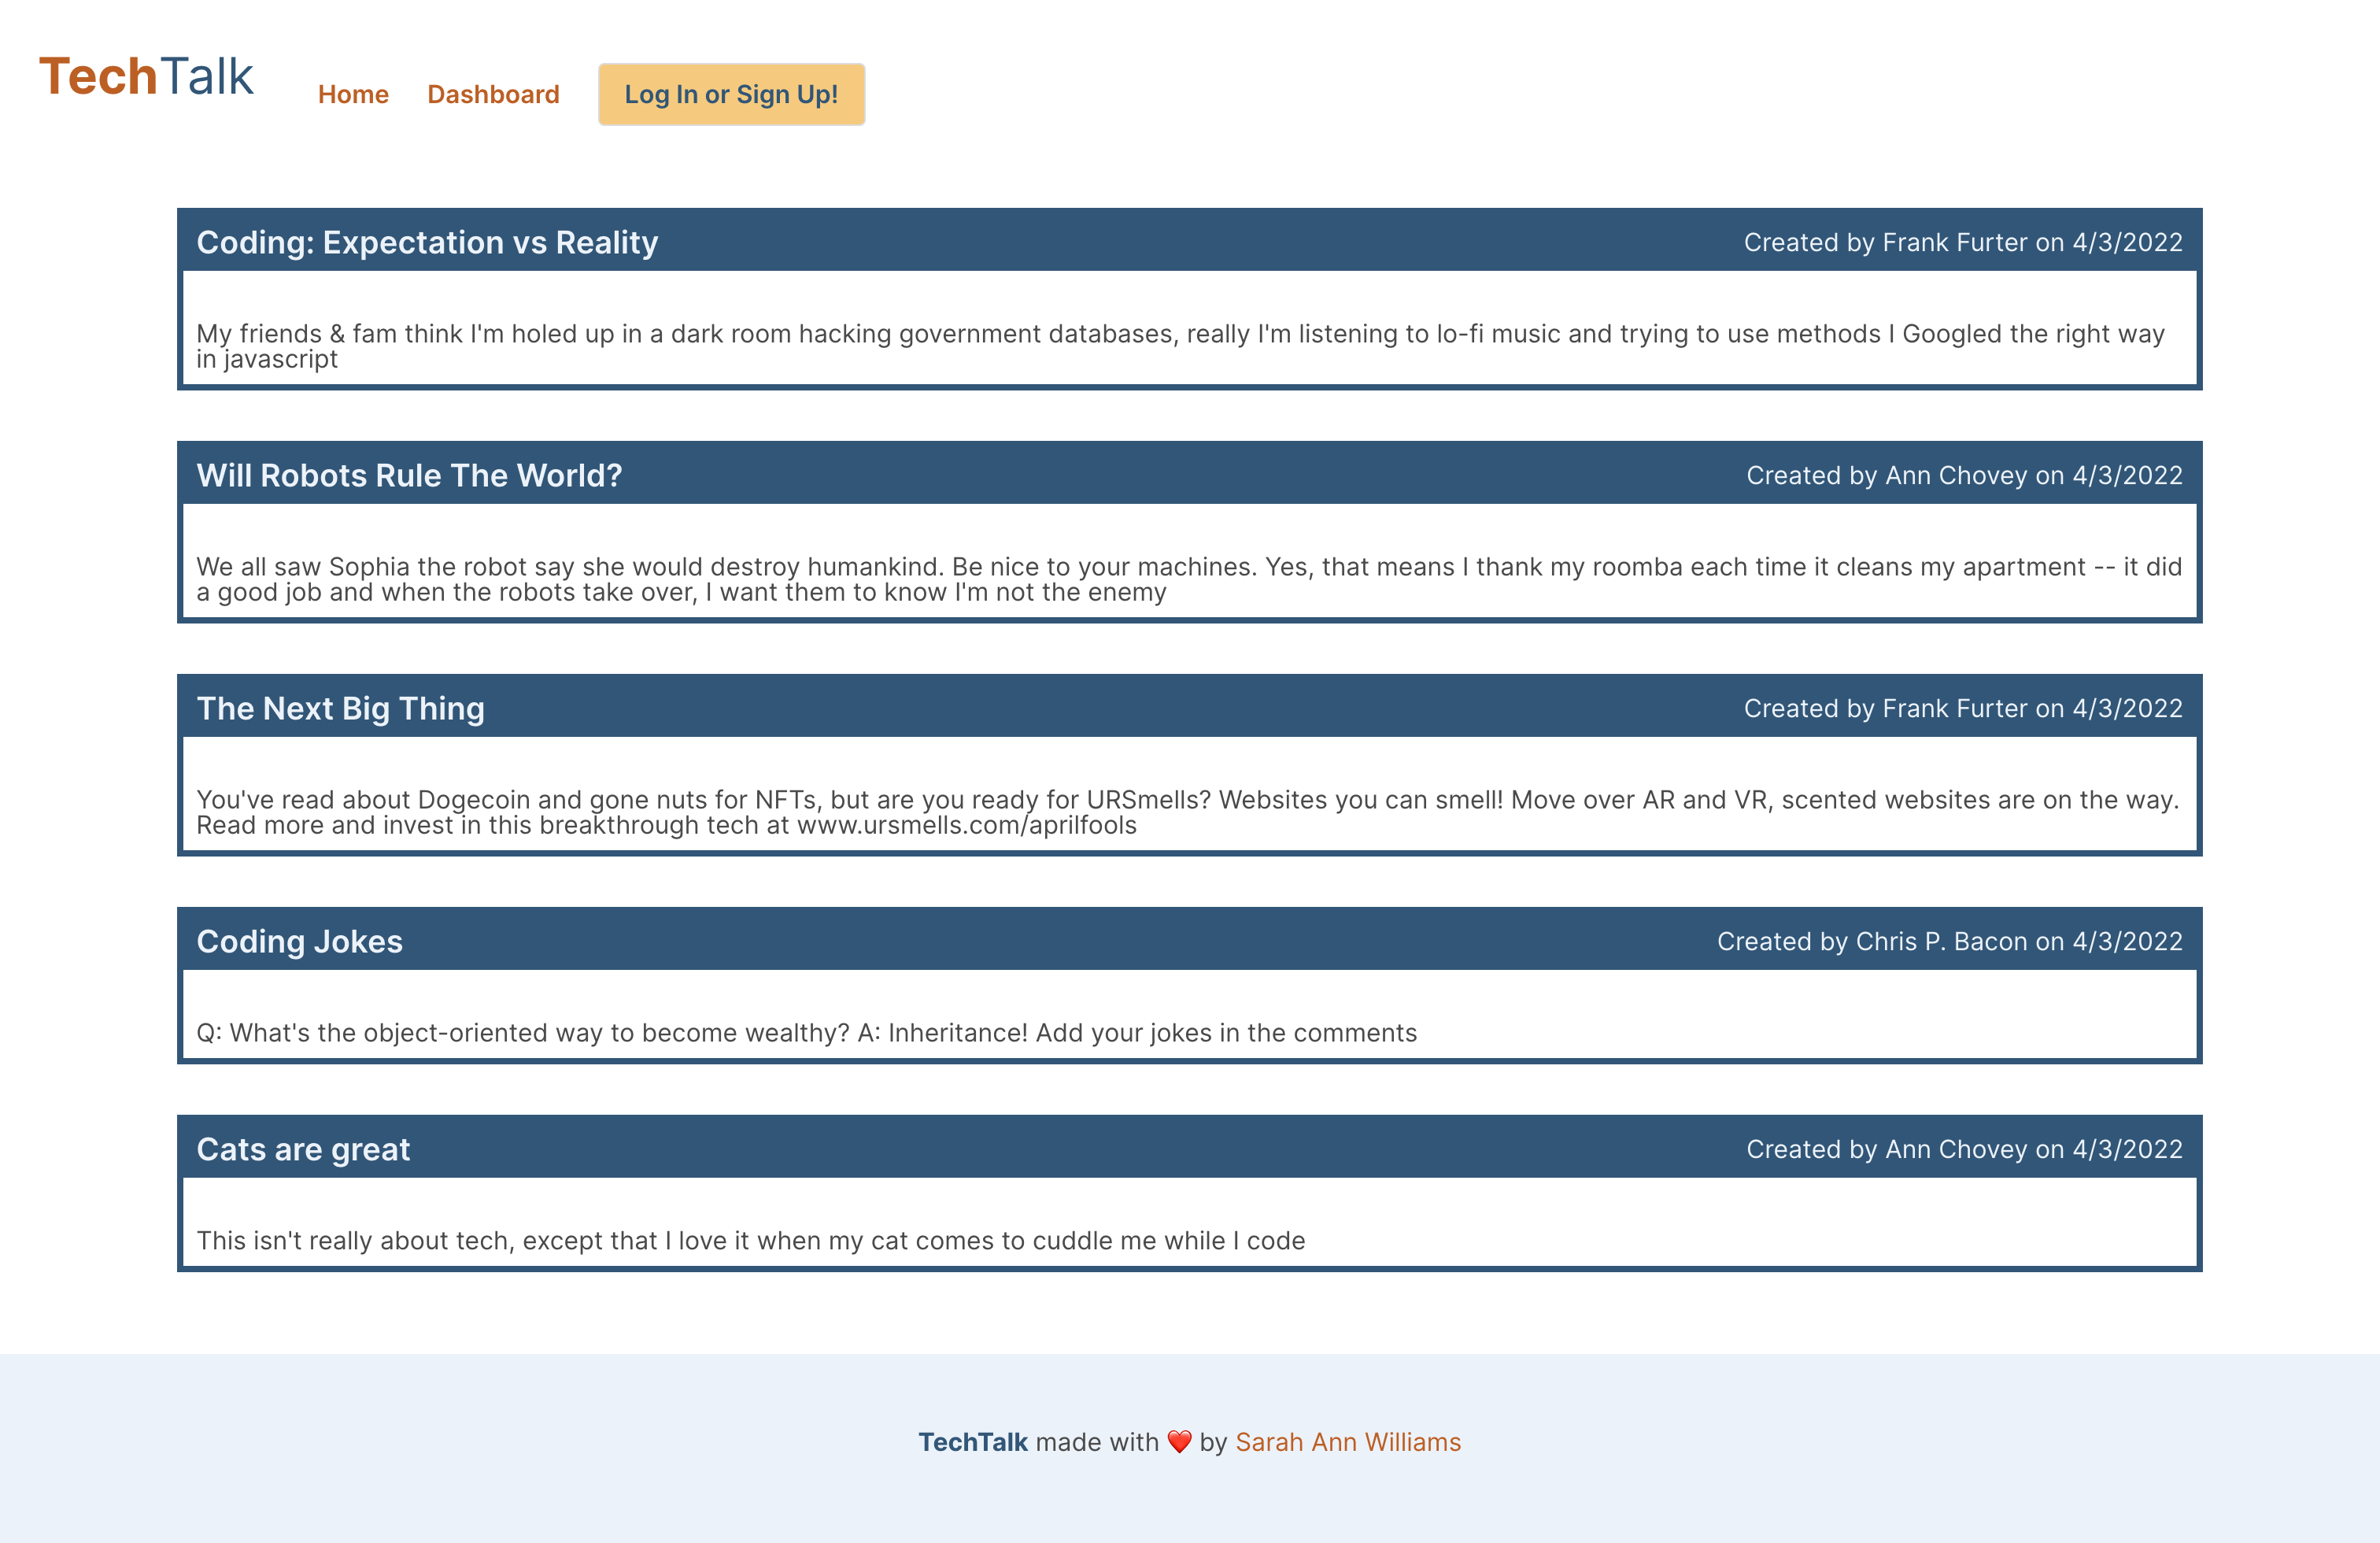 TechTalk
Home Dashboard Log In or Sign Up!
Coding: Expectation vs Reality Created by Frank Furter on 4/3/2022
My friends & fam think I'm holed up in a dark room hacking government databases, really I'm listening to lo-fi music and trying to use methods I Googled the right way
in javascript
Will Robots Rule The World? Created by Ann Chovey on 4/3/2022
We all saw Sophia the robot say she would destroy humankind. Be nice to your machines. Yes, that means I thank my roomba each time it cleans my apartment -- it did
a good job and when the robots take over, I want them to know I'm not the enemy
The Next Big Thing Created by Frank Furter on 4/3/2022
You've read about Dogecoin and gone nuts for NFTs, but are you ready for URSmells? Websites you can smell! Move over AR and VR, scented websites are on the way.
Read more and invest in this breakthrough tech at www.ursmells.com/aprilfools
Coding Jokes Created by Chris P. Bacon on 4/3/2022
Q: What's the object-oriented way to become wealthy? A: Inheritance! Add your jokes in the comments
Cats are great Created by Ann Chovey on 4/3/2022
This isn't really about tech, except that I love it when my cat comes to cuddle me while I code
TechTalk made with ❤️ by Sarah Ann Williams